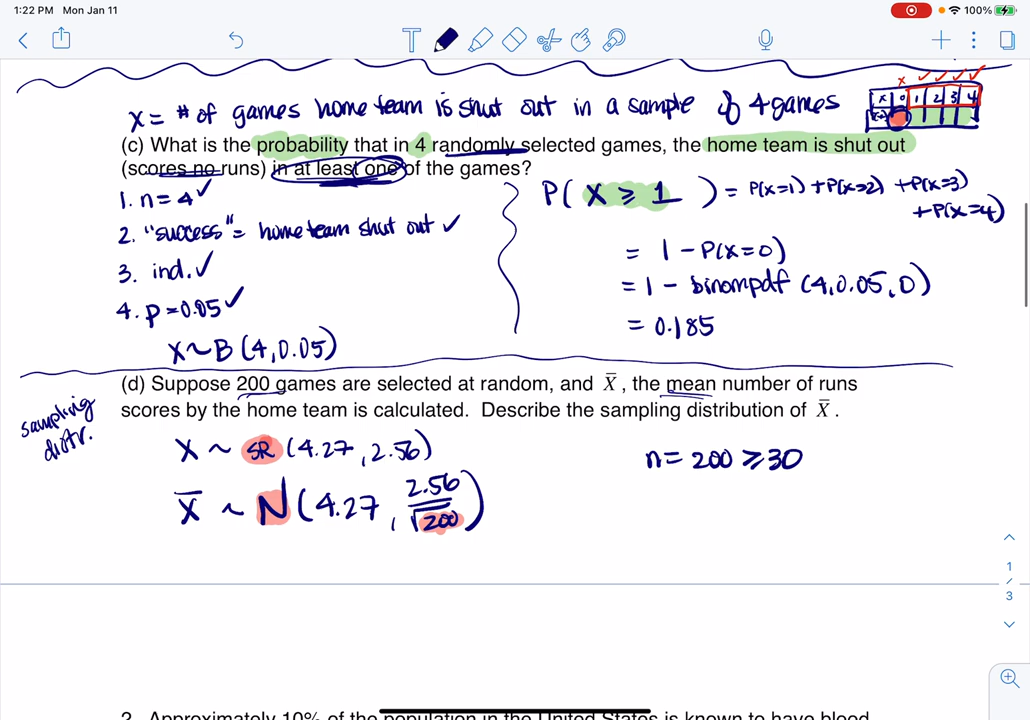 1:22 PM Mon Jan 11
100%
X = # of games home team is shut out in a sample of 4 games
X 0 1 2 3 4
(c) What is the probability that in 4 randomly selected games, the home team is shut out
(scores no runs) in at least one of the games?
1. n = 4 ✓
2. "success" = home team shut out ✓
3. ind. ✓
4. p = 0.05 ✓
X ~ B (4, 0.05)
P( X ≥ 1 ) = P(X=1) + P(X=2) + P(X=3)
+ P(X=4)
= 1 - P(X=0)
= 1 - binompdf (4, 0.05, 0)
= 0.185
(d) Suppose 200 games are selected at random, and X̅, the mean number of runs
scores by the home team is calculated. Describe the sampling distribution of X̅.
sampling
distr.
X ~ SR (4.27, 2.56)
X̅ ~ N (4.27, 2.56/√200)
n = 200 ≥ 30
1
/
3
2. Approximately 10% of the population in the United States is known to have blood